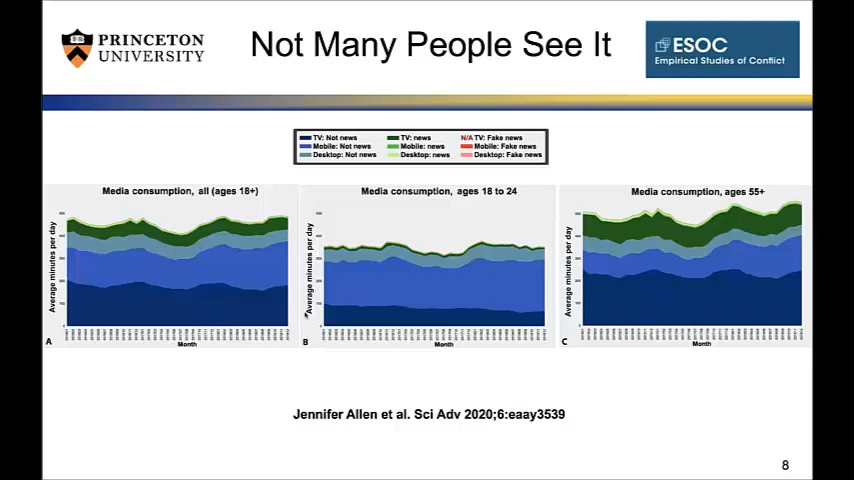 PRINCETON
UNIVERSITY
Not Many People See It
ESOC
Empirical Studies of Conflict
TV: Not news
TV: news
N/A TV: Fake news
Mobile: Not news
Mobile: news
Mobile: Fake news
Desktop: Not news
Desktop: news
Desktop: Fake news
Media consumption, all (ages 18+)
Average minutes per day
Month
A
Media consumption, ages 18 to 24
Average minutes per day
Month
B
Media consumption, ages 55+
Average minutes per day
Month
C
Jennifer Allen et al. Sci Adv 2020;6:eaay3539
8